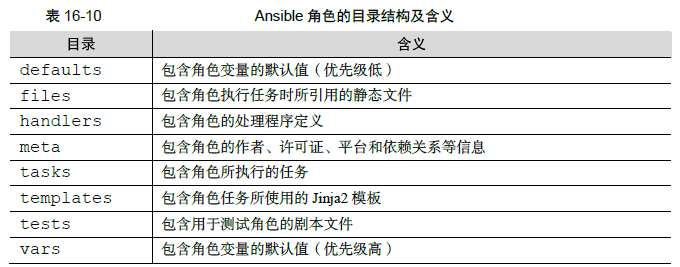 表 16-10 Ansible 角色的目录结构及含义
目录 含义
defaults 包含角色变量的默认值（优先级低）
files 包含角色执行任务时所引用的静态文件
handlers 包含角色的处理程序定义
meta 包含角色的作者、许可证、平台和依赖关系等信息
tasks 包含角色所执行的任务
templates 包含角色任务所使用的 Jinja2 模板
tests 包含用于测试角色的剧本文件
vars 包含角色变量的默认值（优先级高）